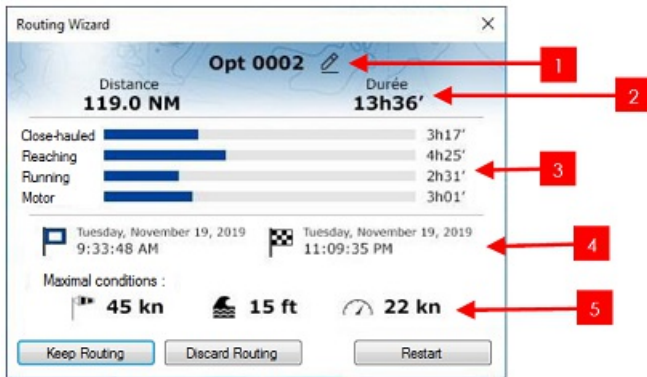 Routing Wizard
Opt 0002
1
Distance
Durée
119.0 NM
13h36’
2
Close-hauled 3h17’
Reaching 4h25’
Running 2h31’
Motor 3h01’
3
Tuesday, November 19, 2019
9:33:48 AM
Tuesday, November 19, 2019
11:09:35 PM
4
Maximal conditions :
45 kn 15 ft 22 kn
5
Keep Routing Discard Routing Restart